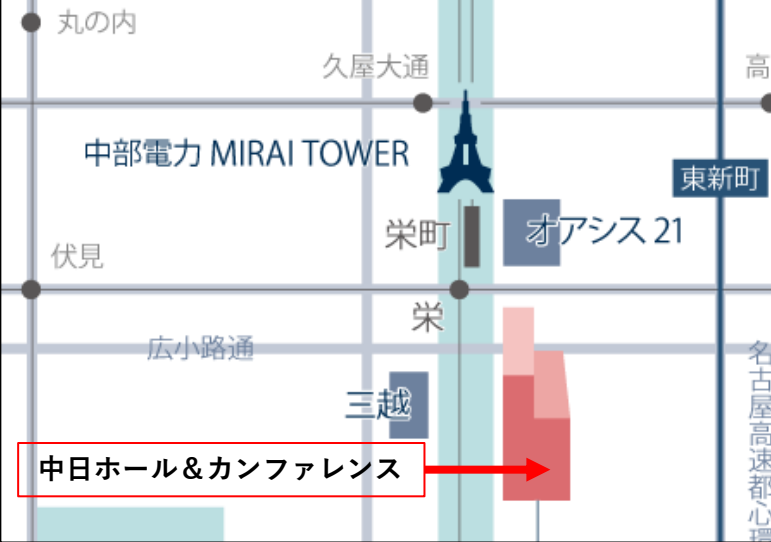 丸の内
久屋大通
高
中部電力 MIRAI TOWER
東新町
栄町
オアシス 21
伏見
栄
広小路通
名古屋高速都心環
三越
中日ホール＆カンファレンス